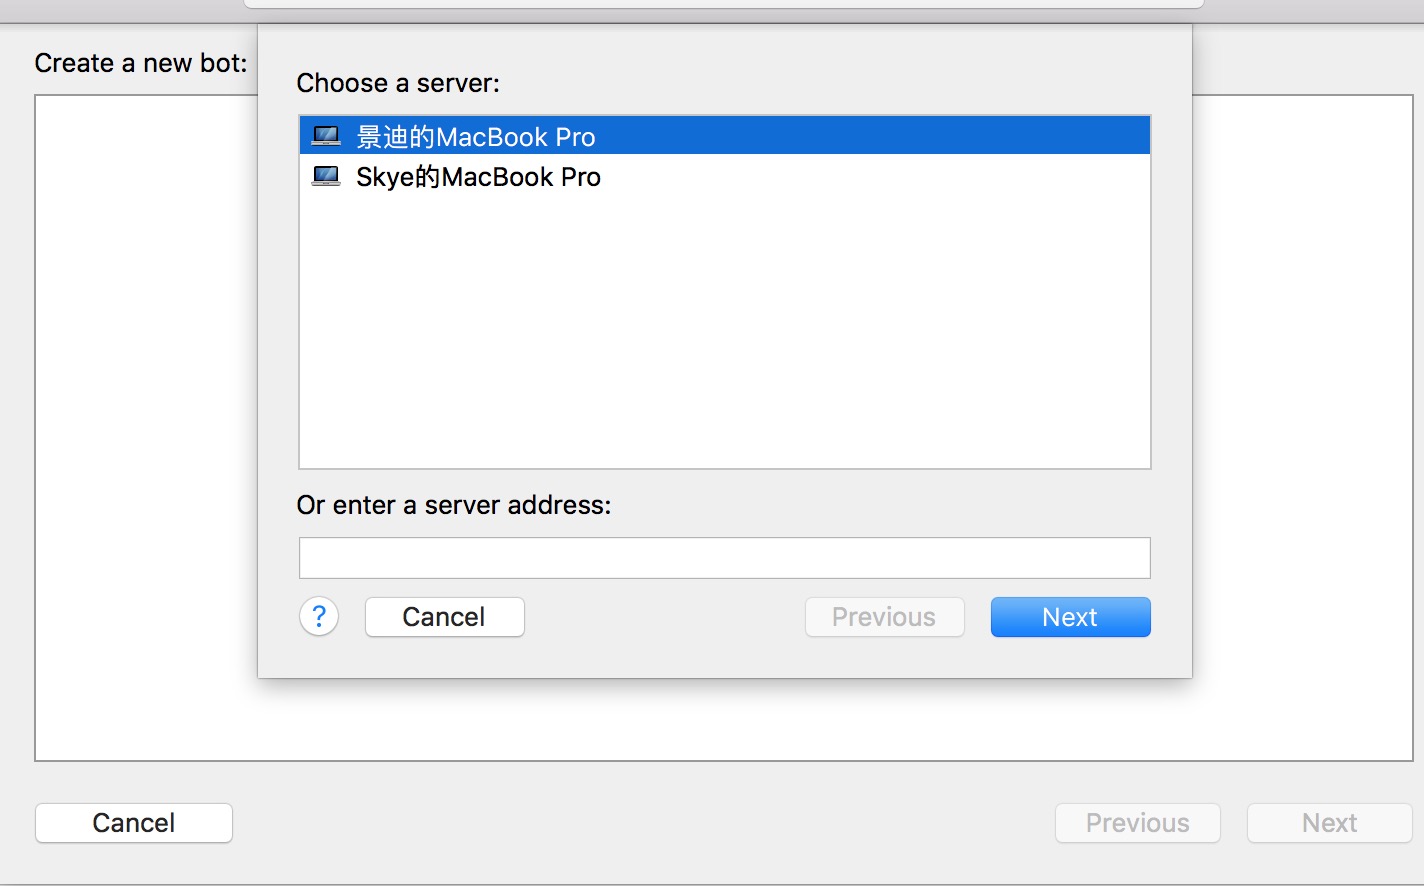 Create a new bot:
Choose a server:
景迪的MacBook Pro
Skye的MacBook Pro
Or enter a server address:
? Cancel Previous Next
Cancel Previous Next